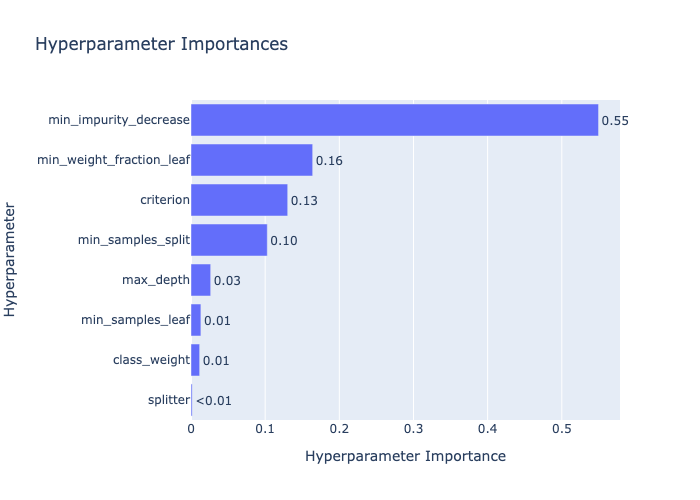 Hyperparameter Importances
Hyperparameter
min_impurity_decrease 0.55
min_weight_fraction_leaf 0.16
criterion 0.13
min_samples_split 0.10
max_depth 0.03
min_samples_leaf 0.01
class_weight 0.01
splitter <0.01
0 0.1 0.2 0.3 0.4 0.5
Hyperparameter Importance